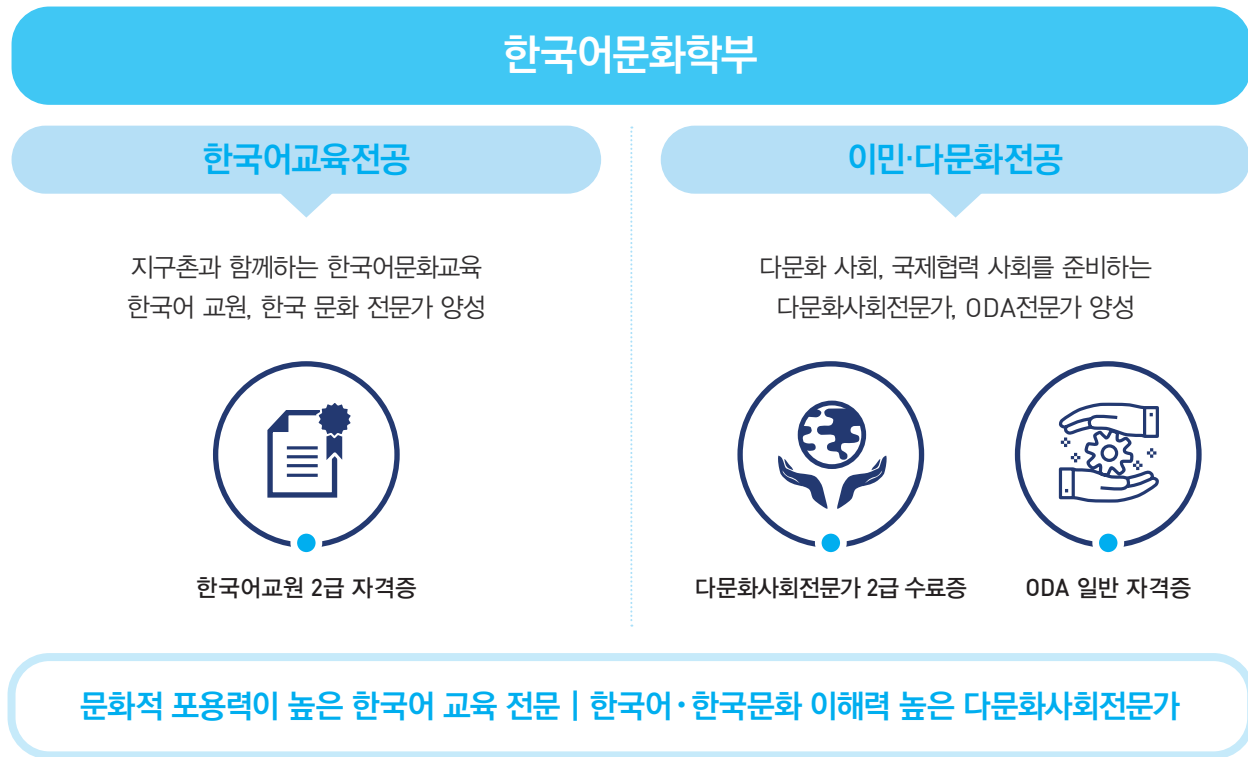 한국어문화학부
한국어교육전공
지구촌과 함께하는 한국어문화교육
한국어 교원, 한국 문화 전문가 양성
한국어교원 2급 자격증
이민·다문화전공
다문화 사회, 국제협력 사회를 준비하는
다문화사회전문가, ODA전문가 양성
다문화사회전문가 2급 수료증
ODA 일반 자격증
문화적 포용력이 높은 한국어 교육 전문 | 한국어·한국문화 이해력 높은 다문화사회전문가